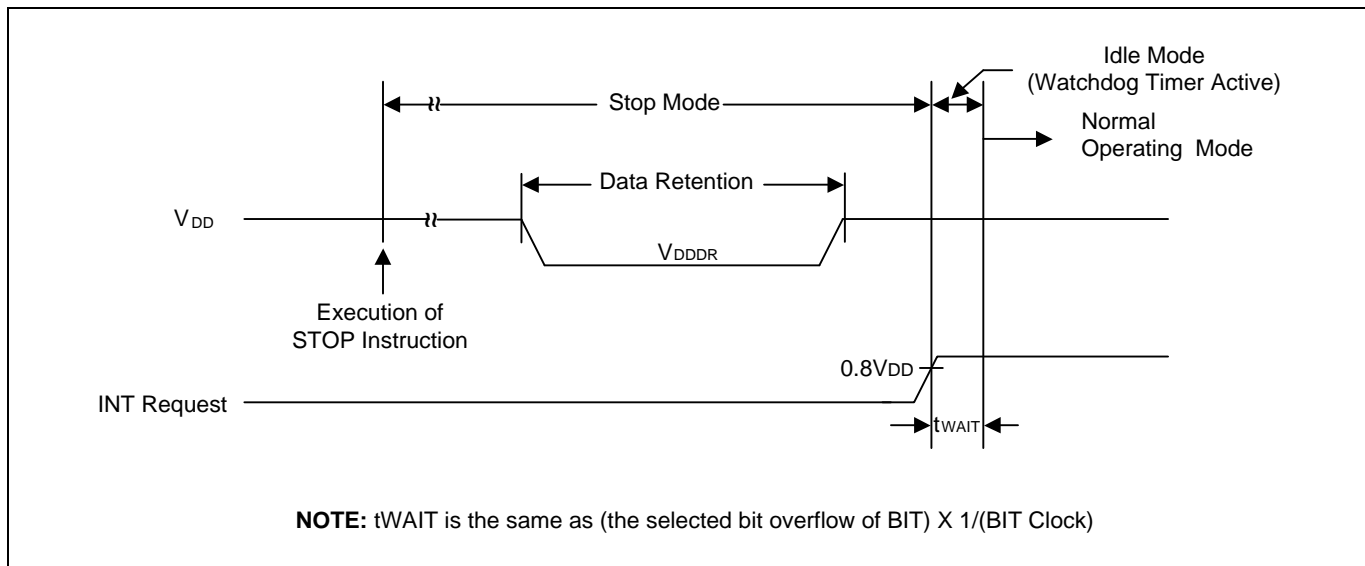 Idle Mode
(Watchdog Timer Active)
Stop Mode
Normal
Operating Mode
Data Retention
VDD
VDDDR
Execution of
STOP Instruction
0.8VDD
INT Request
tWAIT
NOTE: tWAIT is the same as (the selected bit overflow of BIT) X 1/(BIT Clock)